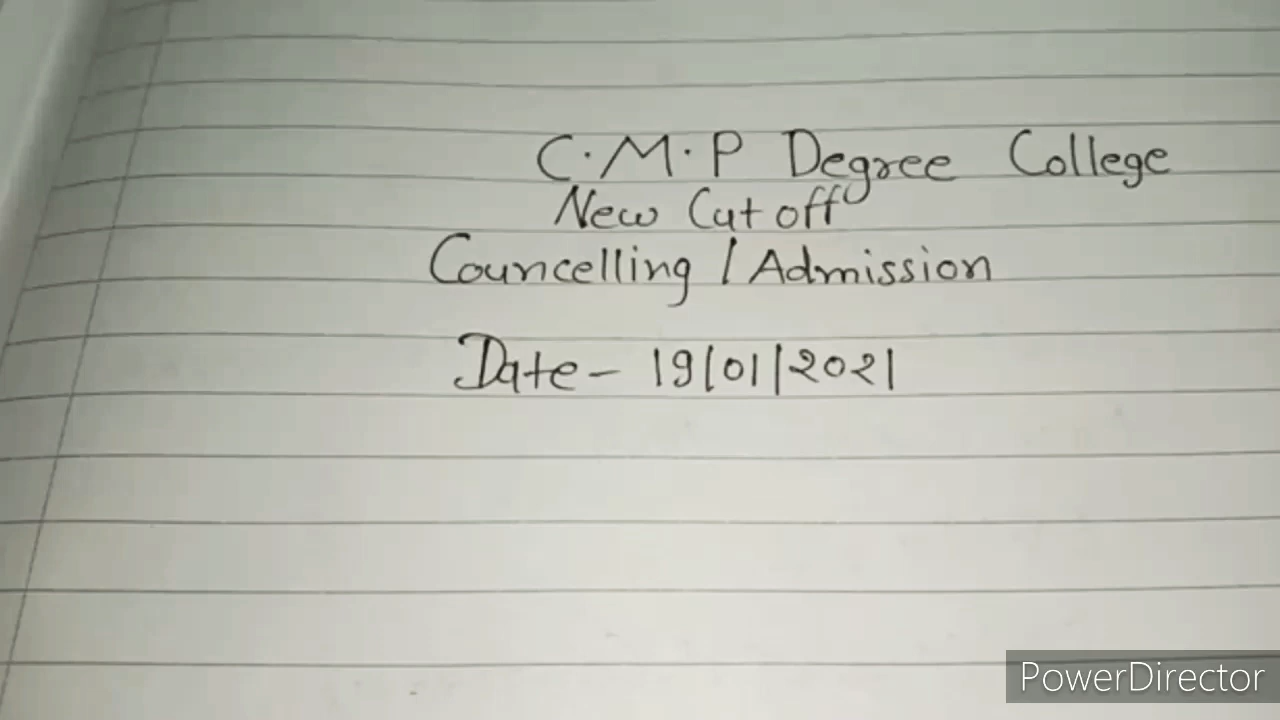 C.M.P Degree College
New Cut off
Councelling / Admission
Date - 19/01/2021
PowerDirector